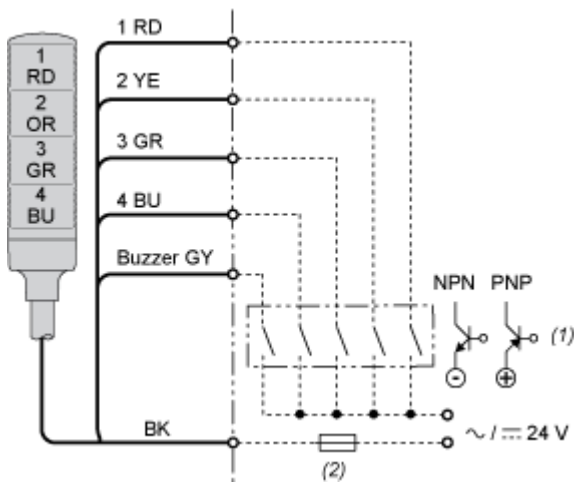 1 RD
1
RD
2
OR
3
GR
4
BU
2 YE
3 GR
4 BU
Buzzer GY
NPN PNP
(1)
BK
~ / ⎓ 24 V
(2)